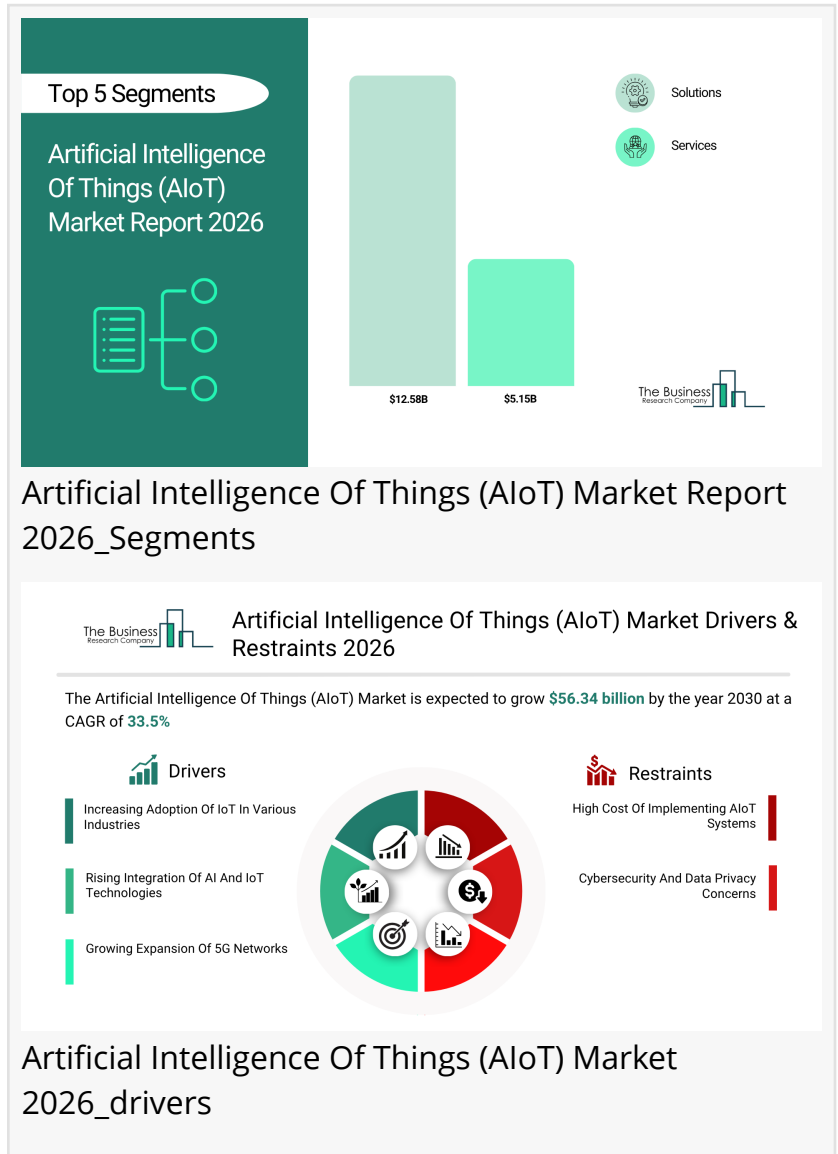 Top 5 Segments
Artificial Intelligence
Of Things (AIoT)
Market Report 2026
Solutions
Services
$12.58B
$5.15B
The Business
Research Company
Artificial Intelligence Of Things (AIoT) Market Report
2026_Segments
The Business
Research Company
Artificial Intelligence Of Things (AIoT) Market Drivers &
Restraints 2026
The Artificial Intelligence Of Things (AIoT) Market is expected to grow $56.34 billion by the year 2030 at a
CAGR of 33.5%
Drivers
Increasing Adoption Of IoT In Various
Industries
Rising Integration Of AI And IoT
Technologies
Growing Expansion Of 5G Networks
Restraints
High Cost Of Implementing AIoT
Systems
Cybersecurity And Data Privacy
Concerns
Artificial Intelligence Of Things (AIoT) Market
2026_drivers